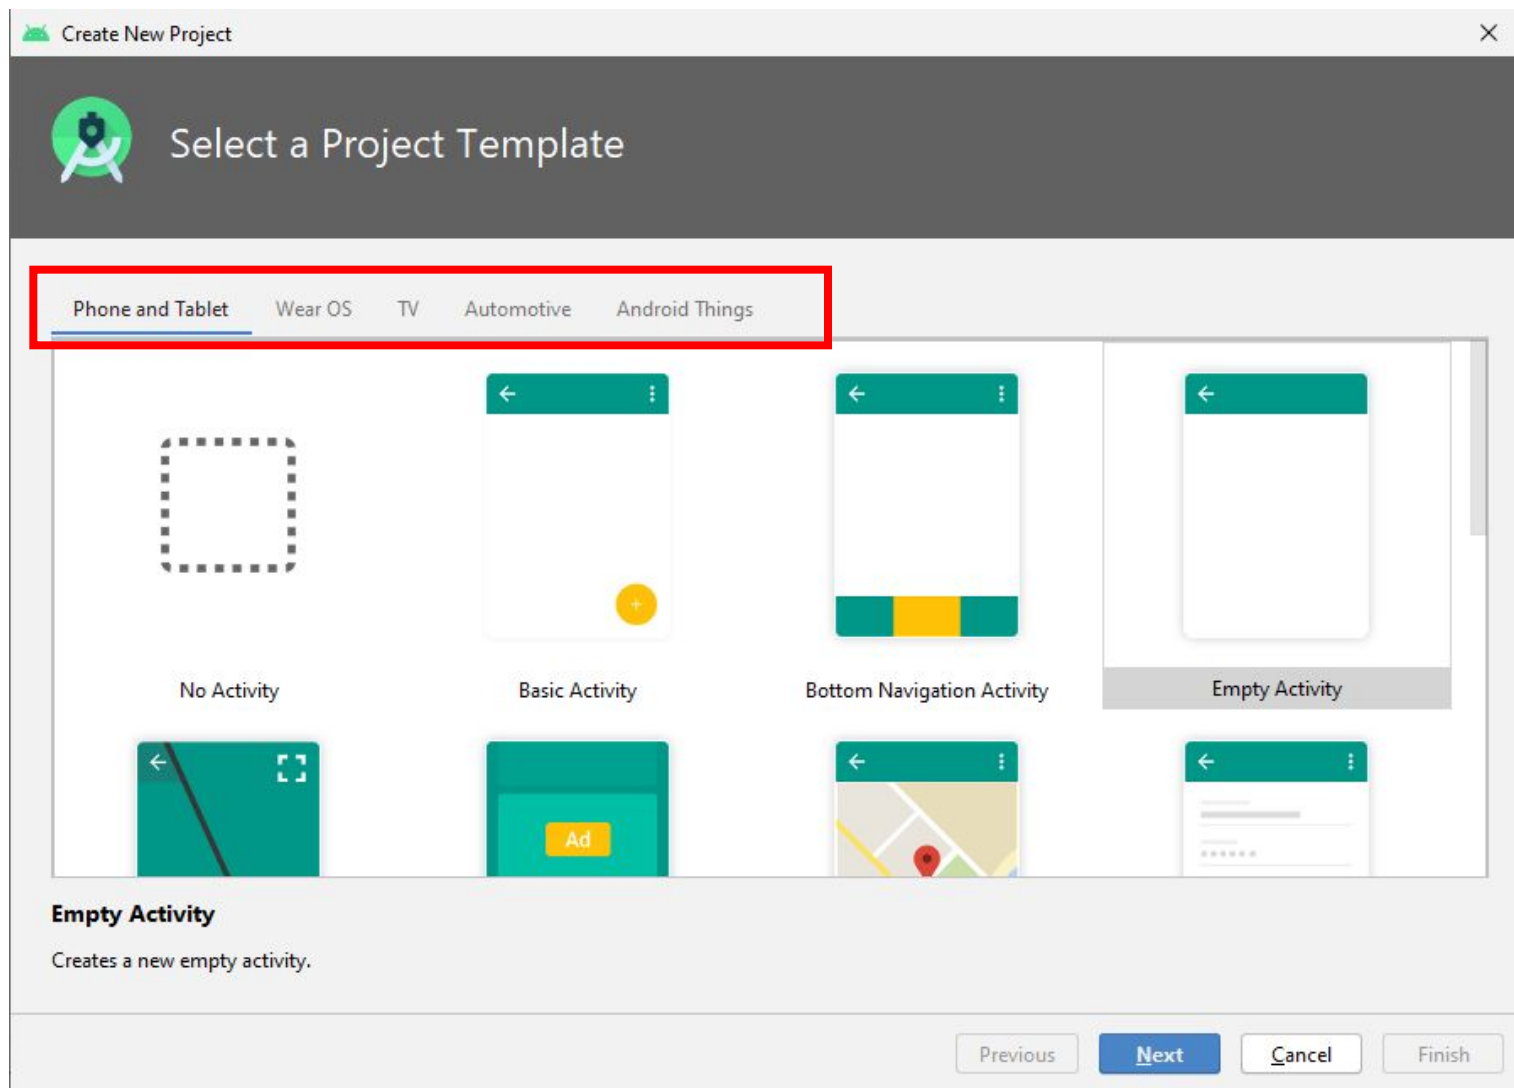 Create New Project
Select a Project Template
Phone and Tablet Wear OS TV Automotive Android Things
No Activity Basic Activity Bottom Navigation Activity Empty Activity
Ad
Empty Activity
Creates a new empty activity.
Previous Next Cancel Finish